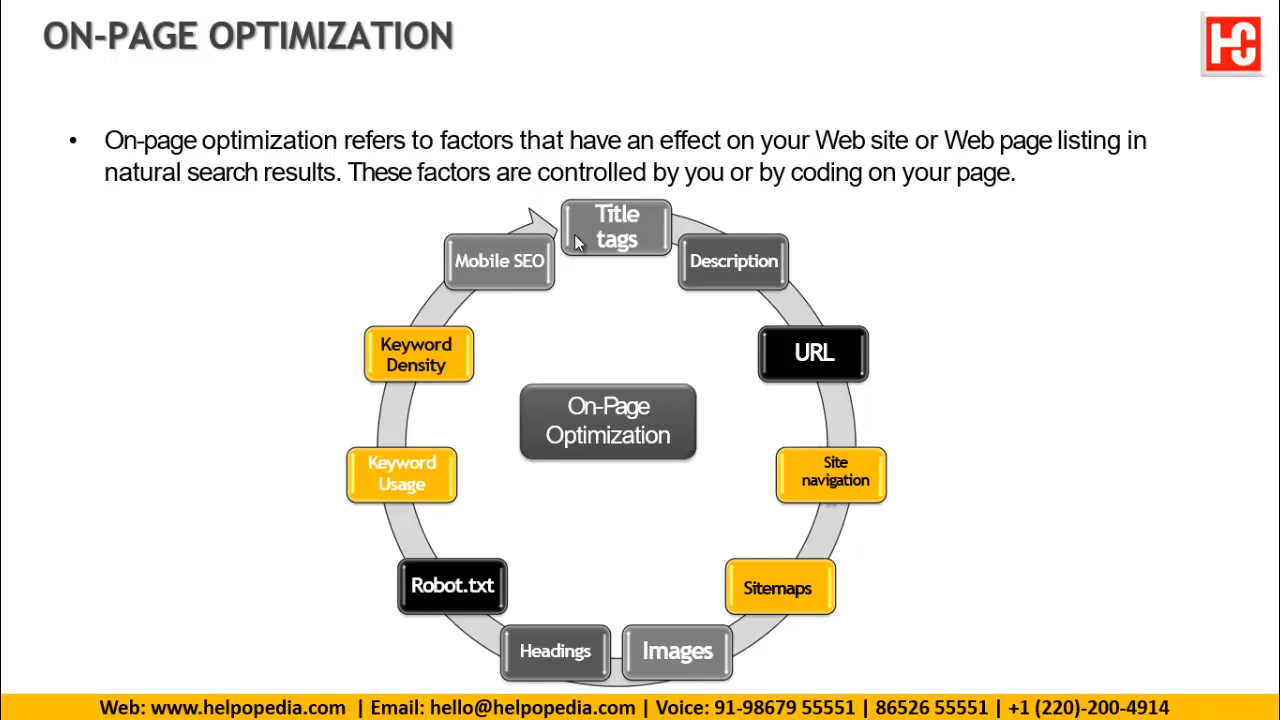 ON-PAGE OPTIMIZATION
HC
• On-page optimization refers to factors that have an effect on your Web site or Web page listing in
natural search results. These factors are controlled by you or by coding on your page.
Title
tags
Description
URL
Site
navigation
Sitemaps
Images
Headings
Robot.txt
Keyword
Usage
Keyword
Density
Mobile SEO
On-Page
Optimization
Web: www.helpopedia.com | Email: hello@helpopedia.com | Voice: 91-98679 55551 | 86526 55551 | +1 (220)-200-4914